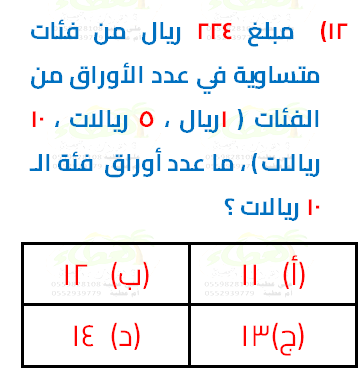 ١٢) مبلغ ٢٢٤ ريال من فئات
متساوية في عدد الأوراق من
الفئات ( ١ريال ، ٥ ريالات ، ١٠
ريالات) ، ما عدد أوراق فئة الـ
١٠ ريالات ؟
(أ) ١١
(ب) ١٢
(ج)١٣
(د) ١٤